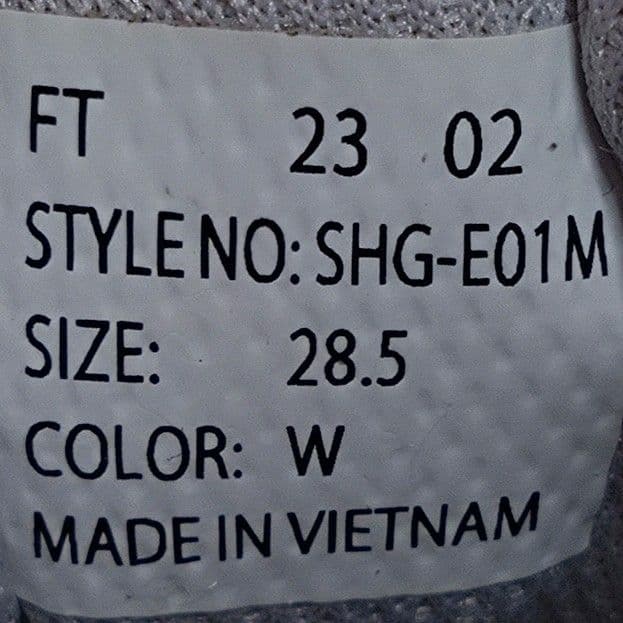 FT 23 02
STYLE NO: SHG-E01M
SIZE: 28.5
COLOR: W
MADE IN VIETNAM